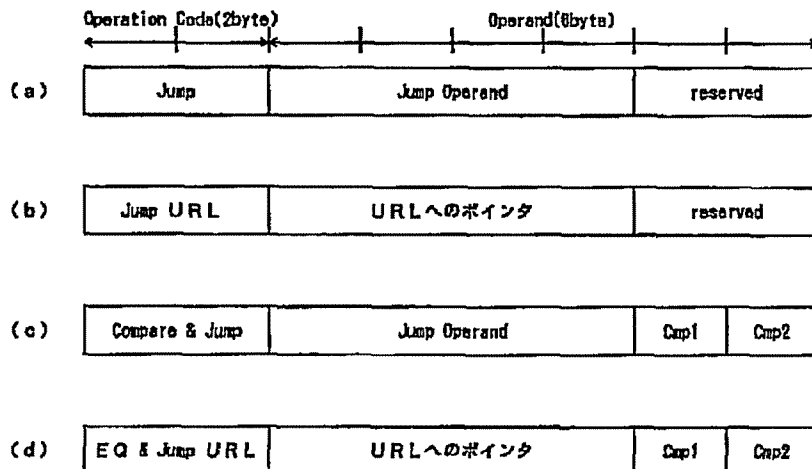 Operation Code(2byte) Operand(6byte)
(a) Jump Jump Operand reserved
(b) Jump URL URLへのポインタ reserved
(c) Compare & Jump Jump Operand Cmp1 Cmp2
(d) EQ & Jump URL URLへのポインタ Cmp1 Cmp2